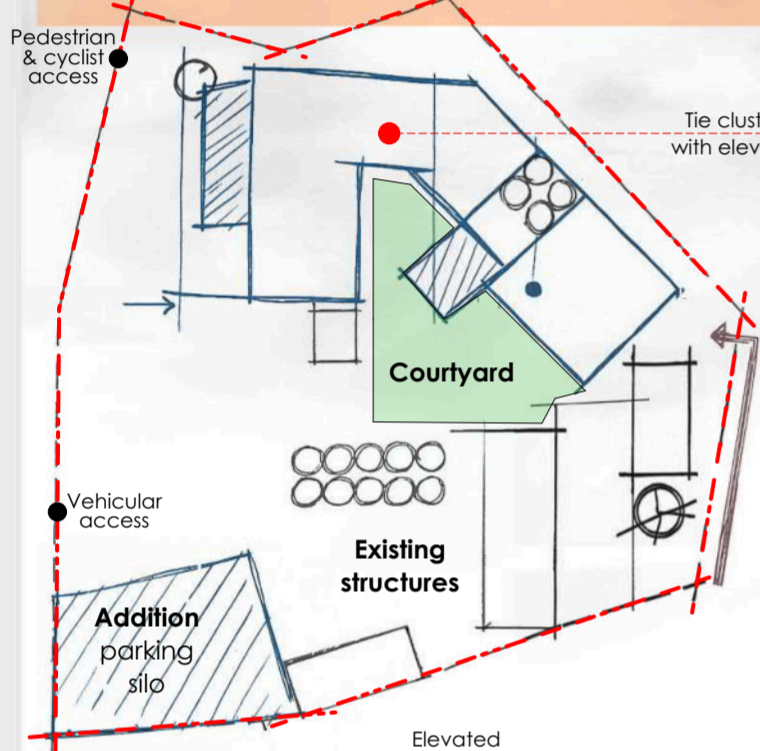 Pedestrian
& cyclist
access
Tie clust
with elev
Courtyard
Vehicular
access
Existing
structures
Addition
parking
silo
Elevated